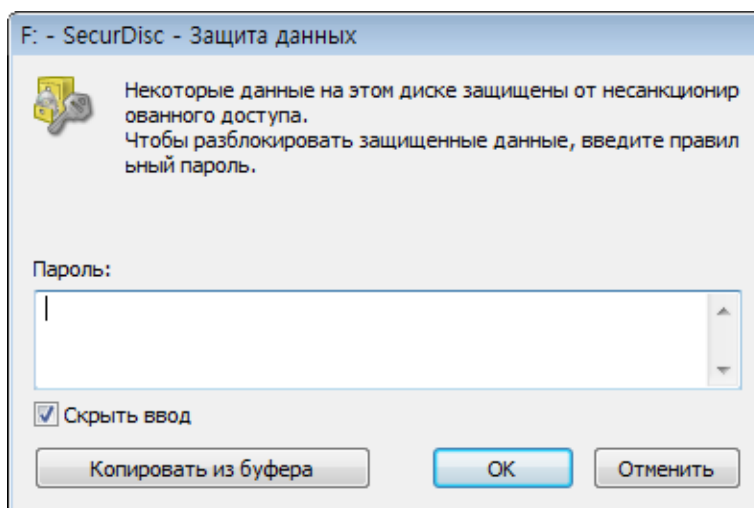 F: - SecurDisc - Защита данных
Некоторые данные на этом диске защищены от несанкционир
ованного доступа.
Чтобы разблокировать защищенные данные, введите правил
ьный пароль.
Пароль:
Скрыть ввод
Копировать из буфера
OK
Отменить